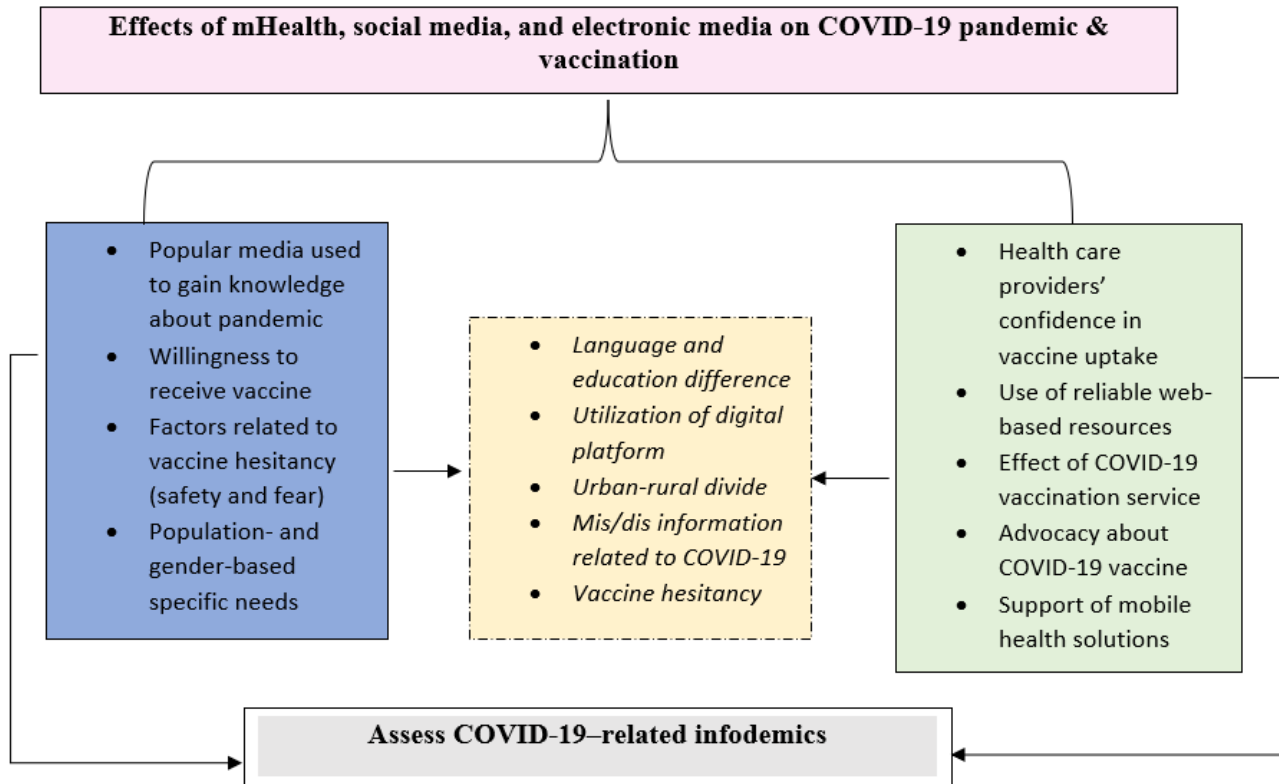 Effects of mHealth, social media, and electronic media on COVID-19 pandemic &
vaccination
• Popular media used
to gain knowledge
about pandemic
• Willingness to
receive vaccine
• Factors related to
vaccine hesitancy
(safety and fear)
• Population- and
gender-based
specific needs
• Language and
education difference
• Utilization of digital
platform
• Urban-rural divide
• Mis/dis information
related to COVID-19
• Vaccine hesitancy
• Health care
providers’
confidence in
vaccine uptake
• Use of reliable web-
based resources
• Effect of COVID-19
vaccination service
• Advocacy about
COVID-19 vaccine
• Support of mobile
health solutions
Assess COVID-19–related infodemics